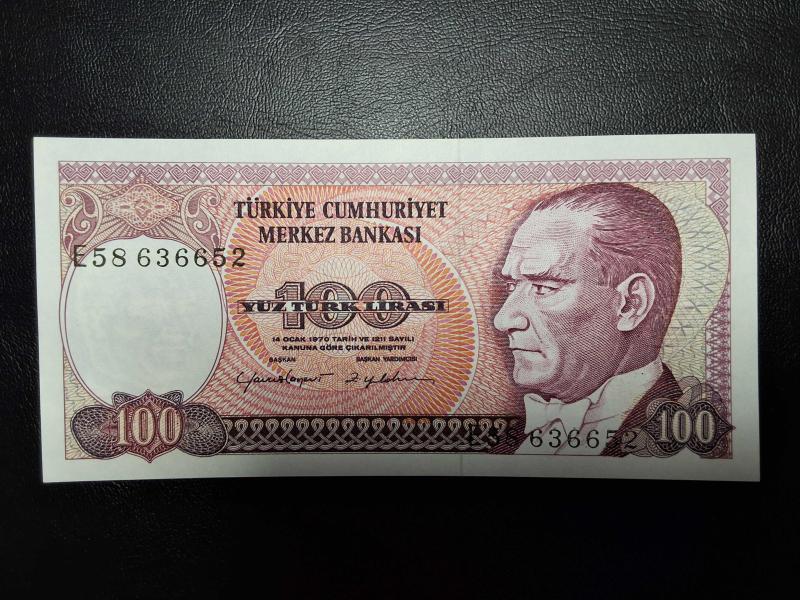 TÜRKİYE CUMHURİYET
MERKEZ BANKASI
E58 636652
100
YÜZ TÜRK LİRASI
14 OCAK 1970 TARİH VE 1211 SAYILI
KANUNA GÖRE ÇIKARILMIŞTIR
BAŞKAN BAŞKAN YARDIMCISI
100
E58 636652
100